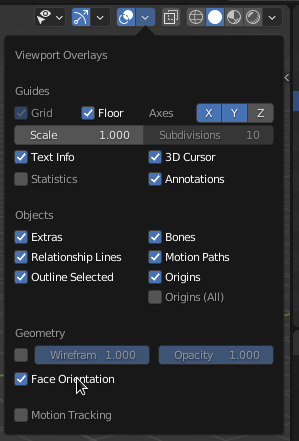 Viewport Overlays
Guides
Grid Floor Axes X Y Z
Scale 1.000 Subdivisions 10
Text Info 3D Cursor
Statistics Annotations
Objects
Extras Bones
Relationship Lines Motion Paths
Outline Selected Origins
Origins (All)
Geometry
Wirefram 1.000 Opacity 1.000
Face Orientation
Motion Tracking